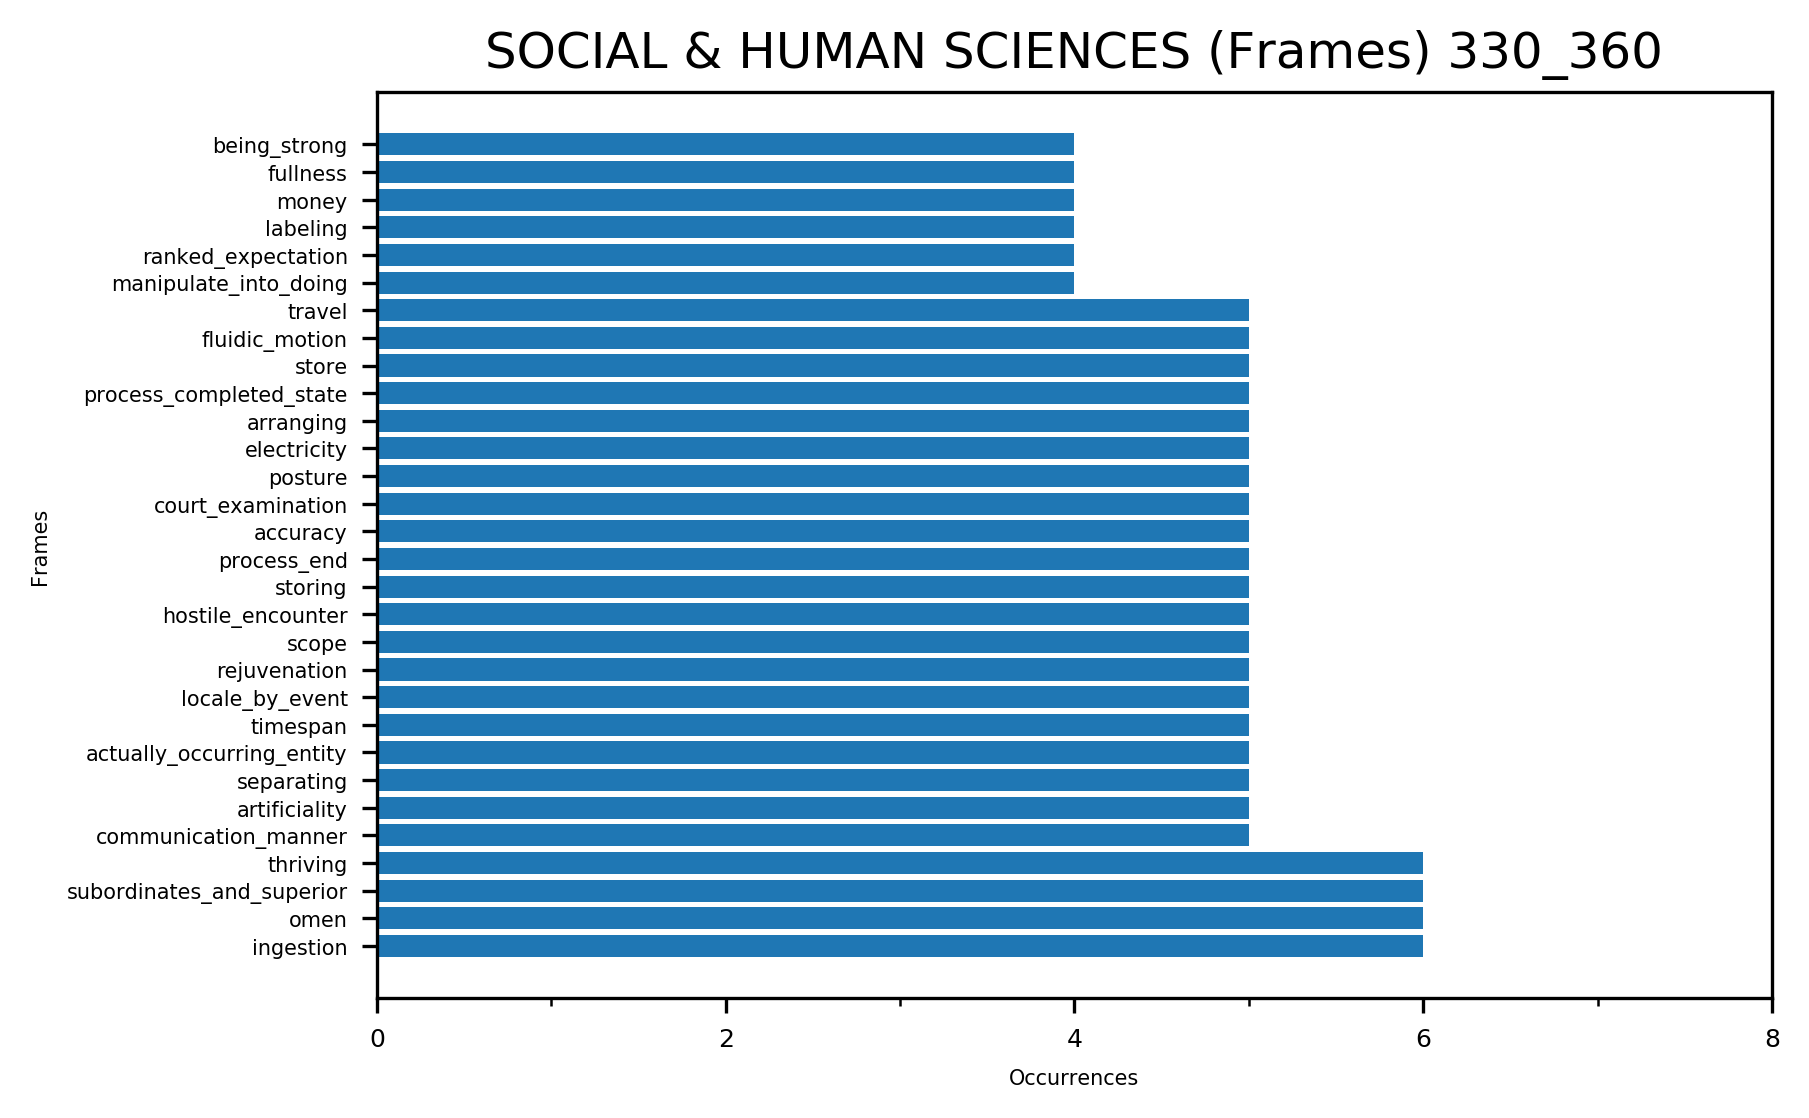 SOCIAL & HUMAN SCIENCES (Frames) 330_360
being_strong
fullness
money
labeling
ranked_expectation
manipulate_into_doing
travel
fluidic_motion
store
process_completed_state
arranging
electricity
posture
court_examination
accuracy
process_end
storing
hostile_encounter
scope
rejuvenation
locale_by_event
timespan
actually_occurring_entity
separating
artificiality
communication_manner
thriving
subordinates_and_superior
omen
ingestion
Frames
0 2 4 6 8
Occurrences